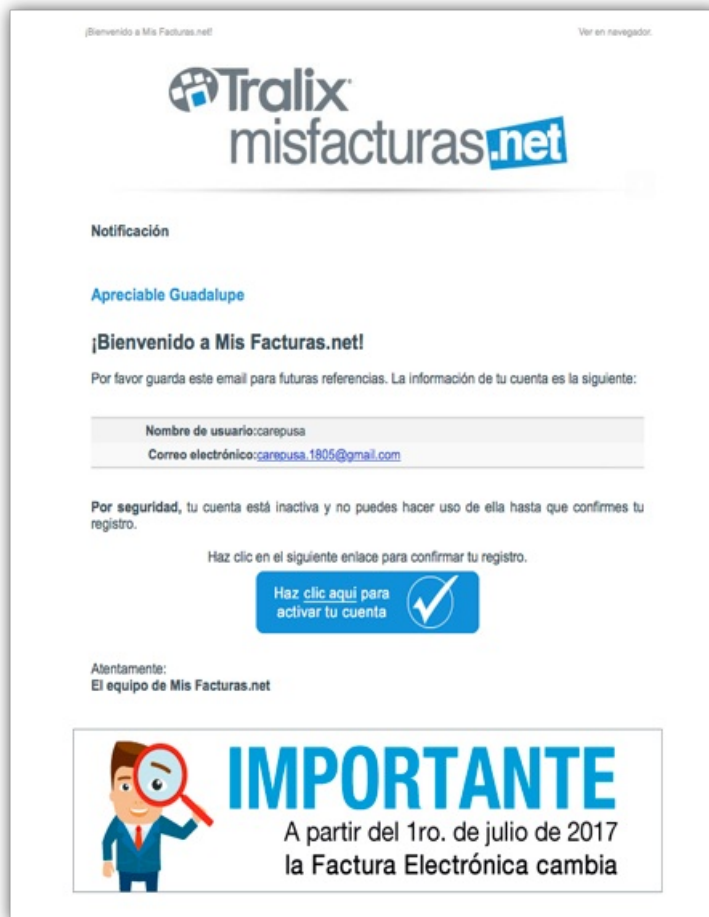 ¡Bienvenido a Mis Facturas.net!
Ver en navegador.
Tralix
misfacturas.net
Notificación
Apreciable Guadalupe
¡Bienvenido a Mis Facturas.net!
Por favor guarda este email para futuras referencias. La información de tu cuenta es la siguiente:
Nombre de usuario:carepusa
Correo electrónico:carepusa.1805@gmail.com
Por seguridad, tu cuenta está inactiva y no puedes hacer uso de ella hasta que confirmes tu
registro.
Haz clic en el siguiente enlace para confirmar tu registro.
Haz clic aquí para
activar tu cuenta
Atentamente:
El equipo de Mis Facturas.net
IMPORTANTE
A partir del 1ro. de julio de 2017
la Factura Electrónica cambia